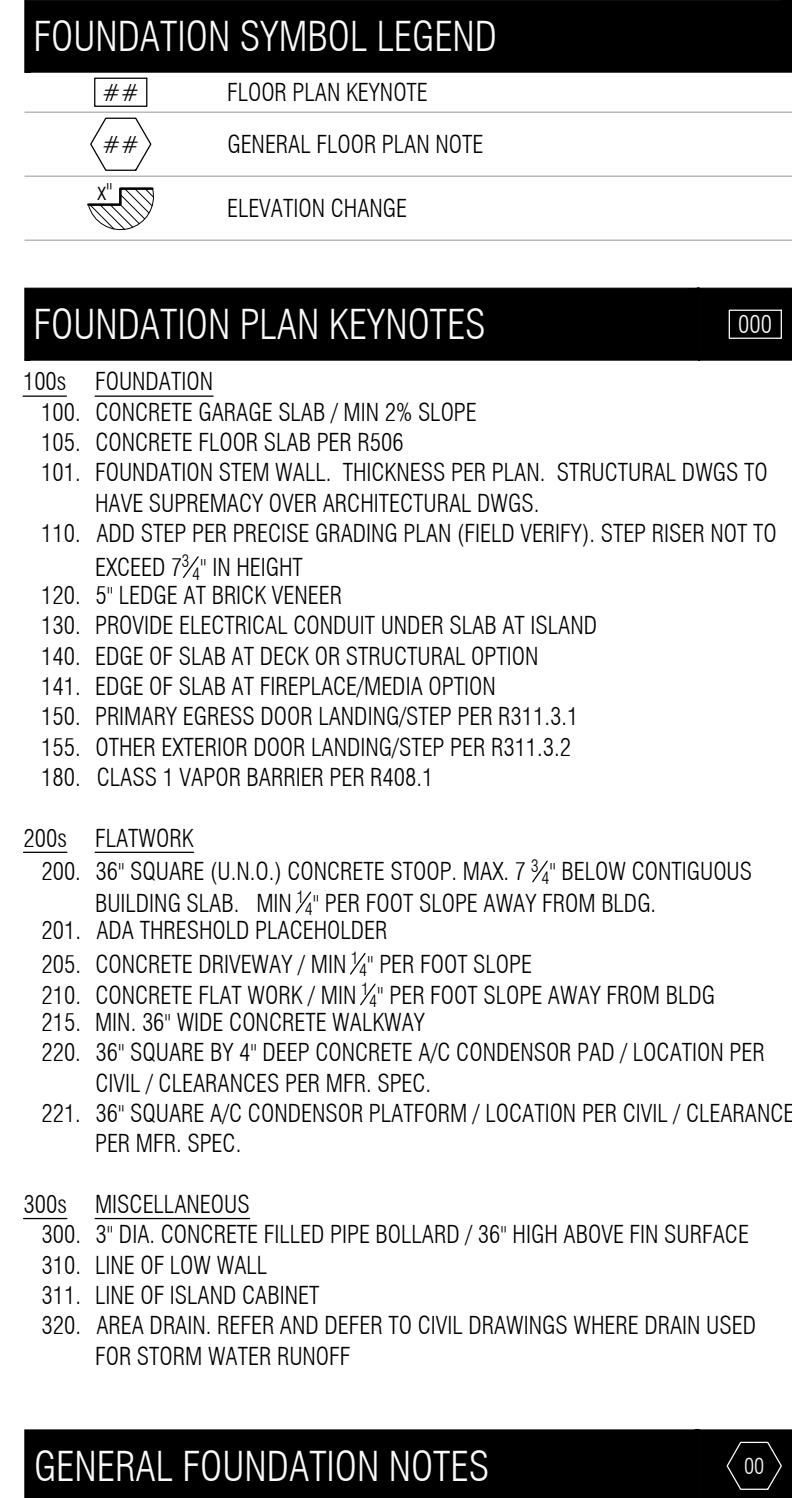 FOUNDATION SYMBOL LEGEND
## FLOOR PLAN KEYNOTE
## GENERAL FLOOR PLAN NOTE
X" ELEVATION CHANGE
FOUNDATION PLAN KEYNOTES 000
100s FOUNDATION
100. CONCRETE GARAGE SLAB / MIN 2% SLOPE
105. CONCRETE FLOOR SLAB PER R506
101. FOUNDATION STEM WALL. THICKNESS PER PLAN. STRUCTURAL DWGS TO
HAVE SUPREMACY OVER ARCHITECTURAL DWGS.
110. ADD STEP PER PRECISE GRADING PLAN (FIELD VERIFY). STEP RISER NOT TO
EXCEED 7¾" IN HEIGHT
120. 5" LEDGE AT BRICK VENEER
130. PROVIDE ELECTRICAL CONDUIT UNDER SLAB AT ISLAND
140. EDGE OF SLAB AT DECK OR STRUCTURAL OPTION
141. EDGE OF SLAB AT FIREPLACE/MEDIA OPTION
150. PRIMARY EGRESS DOOR LANDING/STEP PER R311.3.1
155. OTHER EXTERIOR DOOR LANDING/STEP PER R311.3.2
180. CLASS 1 VAPOR BARRIER PER R408.1
200s FLATWORK
200. 36" SQUARE (U.N.O.) CONCRETE STOOP. MAX. 7 ¾" BELOW CONTIGUOUS
BUILDING SLAB. MIN ¼" PER FOOT SLOPE AWAY FROM BLDG.
201. ADA THRESHOLD PLACEHOLDER
205. CONCRETE DRIVEWAY / MIN ¼" PER FOOT SLOPE
210. CONCRETE FLAT WORK / MIN ¼" PER FOOT SLOPE AWAY FROM BLDG
215. MIN. 36" WIDE CONCRETE WALKWAY
220. 36" SQUARE BY 4" DEEP CONCRETE A/C CONDENSOR PAD / LOCATION PER
CIVIL / CLEARANCES PER MFR. SPEC.
221. 36" SQUARE A/C CONDENSOR PLATFORM / LOCATION PER CIVIL / CLEARANCE
PER MFR. SPEC.
300s MISCELLANEOUS
300. 3" DIA. CONCRETE FILLED PIPE BOLLARD / 36" HIGH ABOVE FIN SURFACE
310. LINE OF LOW WALL
311. LINE OF ISLAND CABINET
320. AREA DRAIN. REFER AND DEFER TO CIVIL DRAWINGS WHERE DRAIN USED
FOR STORM WATER RUNOFF
GENERAL FOUNDATION NOTES 00